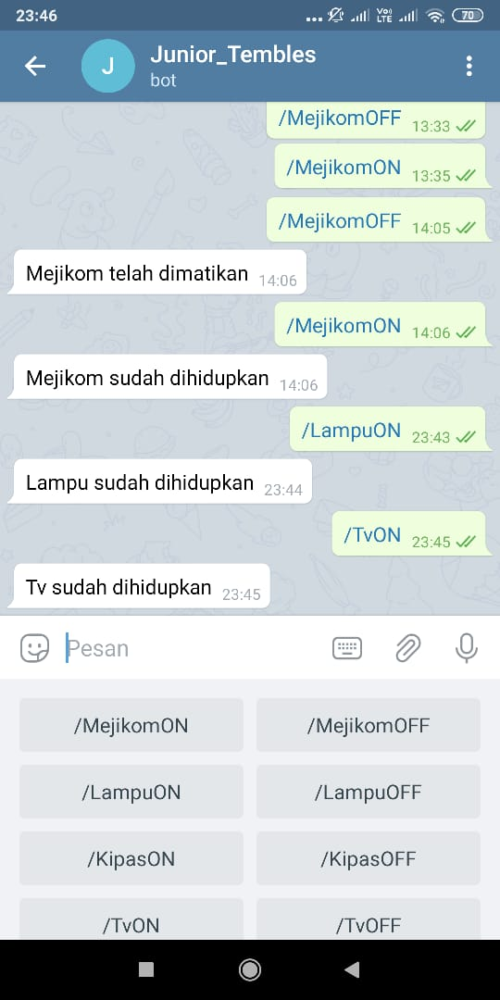 23:46
Vo) LTE
70
J
Junior_Tembles
bot
/MejikomOFF 13:33
/MejikomON 13:35
/MejikomOFF 14:05
Mejikom telah dimatikan 14:06
/MejikomON 14:06
Mejikom sudah dihidupkan 14:06
/LampuON 23:43
Lampu sudah dihidupkan 23:44
/TvON 23:45
Tv sudah dihidupkan 23:45
Pesan
/MejikomON /MejikomOFF
/LampuON /LampuOFF
/KipasON /KipasOFF
/TvON /TvOFF